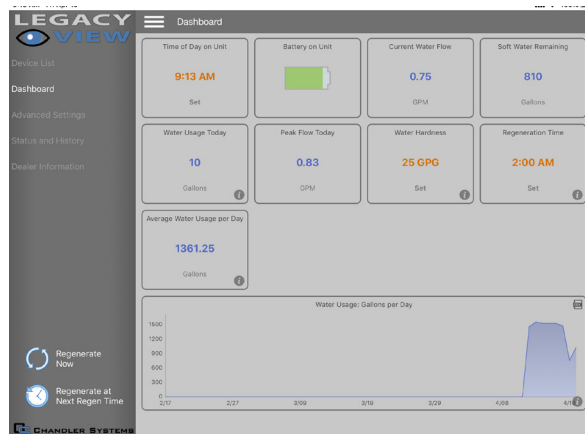 LEGACY
VIEW
Device List
Dashboard
Advanced Settings
Status and History
Dealer Information
Regenerate
Now
Regenerate at
Next Regen Time
CHANDLER SYSTEMS
Dashboard
Time of Day on Unit
9:13 AM
Set
Battery on Unit
Current Water Flow
0.75
GPM
Soft Water Remaining
810
Gallons
Water Usage Today
10
Gallons
i
Peak Flow Today
0.83
GPM
Water Hardness
25 GPG
Set
i
Regeneration Time
2:00 AM
Set
i
Average Water Usage per Day
1361.25
Gallons
i
Water Usage: Gallons per Day
1500
1200
900
600
300
0
2/17 2/27 3/09 3/19 3/29 4/08
i